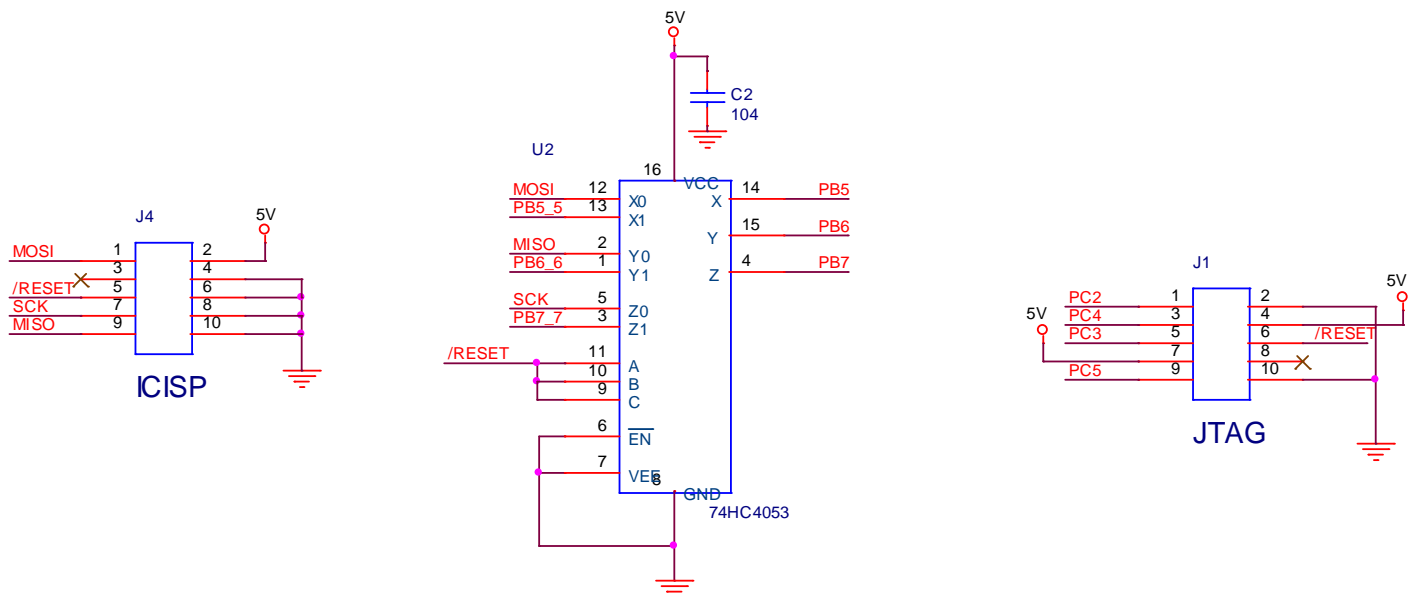 J4
5V
MOSI 1 2
3 4
/RESET 5 6
SCK 7 8
MISO 9 10
ICISP
5V
C2
104
U2
16
VCC
MOSI 12 X0 X 14 PB5
PB5_5 13 X1
Y 15 PB6
MISO 2 Y0
PB6_6 1 Y1 Z 4 PB7
SCK 5 Z0
PB7_7 3 Z1
/RESET 11 A
10 B
9 C
6 EN
7 VEE
8
GND
74HC4053
J1
5V
5V
PC2 1 2
PC4 3 4
PC3 5 6 /RESET
7 8
PC5 9 10
JTAG